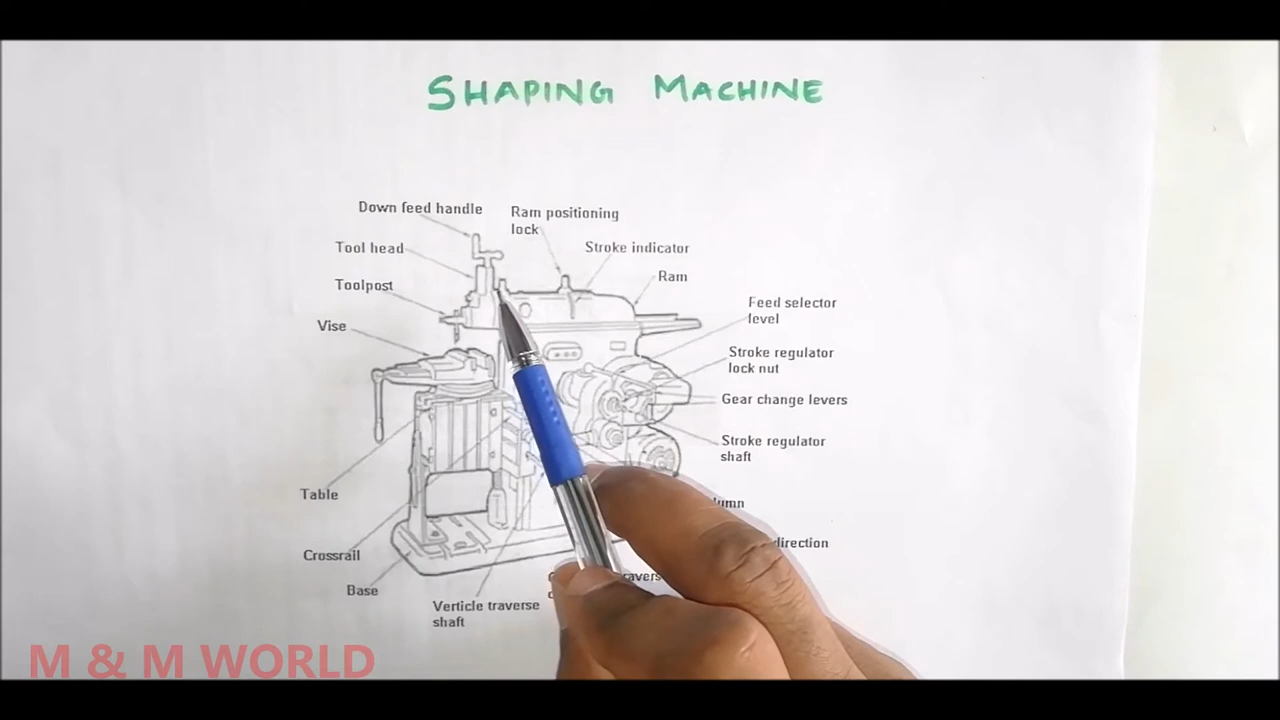 SHAPING MACHINE
Down feed handle
Ram positioning
lock
Tool head
Stroke indicator
Ram
Toolpost
Feed selector
level
Vise
Stroke regulator
lock nut
Gear change levers
Stroke regulator
shaft
Table
direction
Crossrail
Base
Verticle traverse
shaft
M & M WORLD